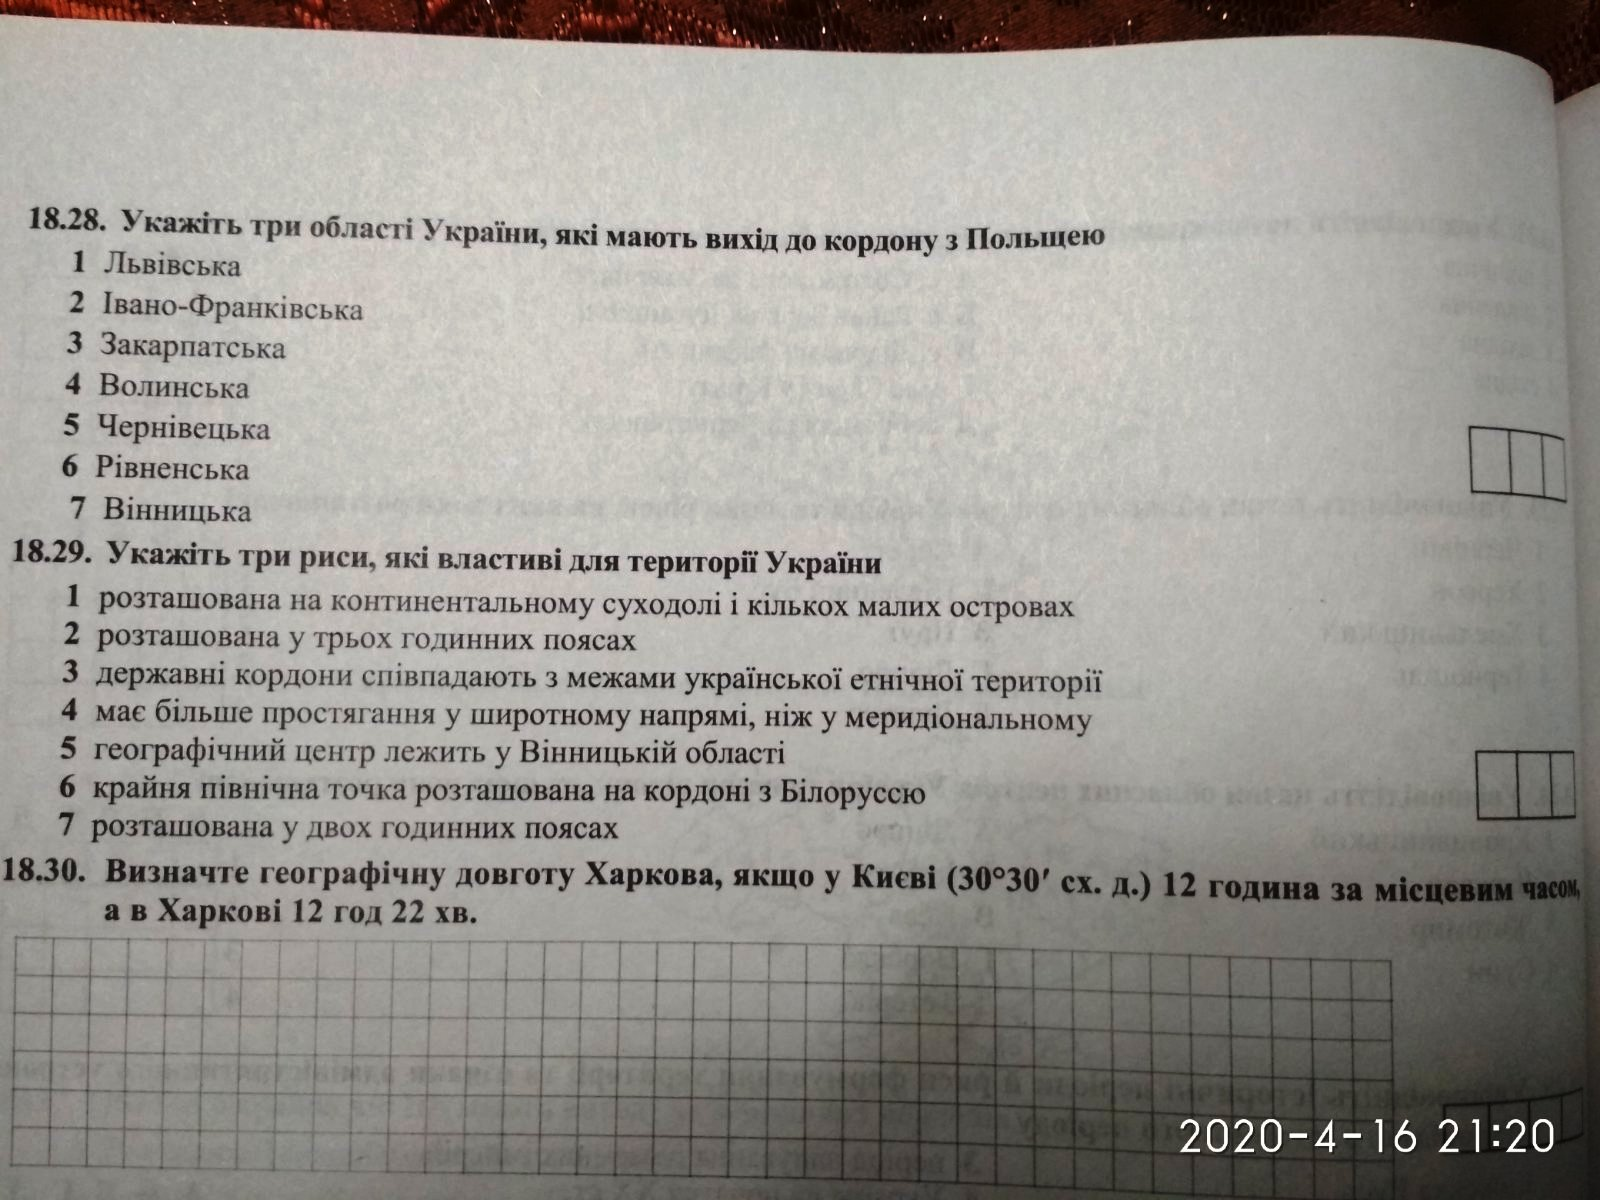 18.28. Укажіть три області України, які мають вихід до кордону з Польщею
1 Львівська
2 Івано-Франківська
3 Закарпатська
4 Волинська
5 Чернівецька
6 Рівненська
7 Вінницька
18.29. Укажіть три риси, які властиві для території України
1 розташована на континентальному суходолі і кількох малих островах
2 розташована у трьох годинних поясах
3 державні кордони співпадають з межами української етнічної території
4 має більше простягання у широтному напрямі, ніж у меридіональному
5 географічний центр лежить у Вінницькій області
6 крайня північна точка розташована на кордоні з Білоруссю
7 розташована у двох годинних поясах
18.30. Визначте географічну довготу Харкова, якщо у Києві (30°30′ сх. д.) 12 година за місцевим часом,
а в Харкові 12 год 22 хв.
2020-4-16 21:20